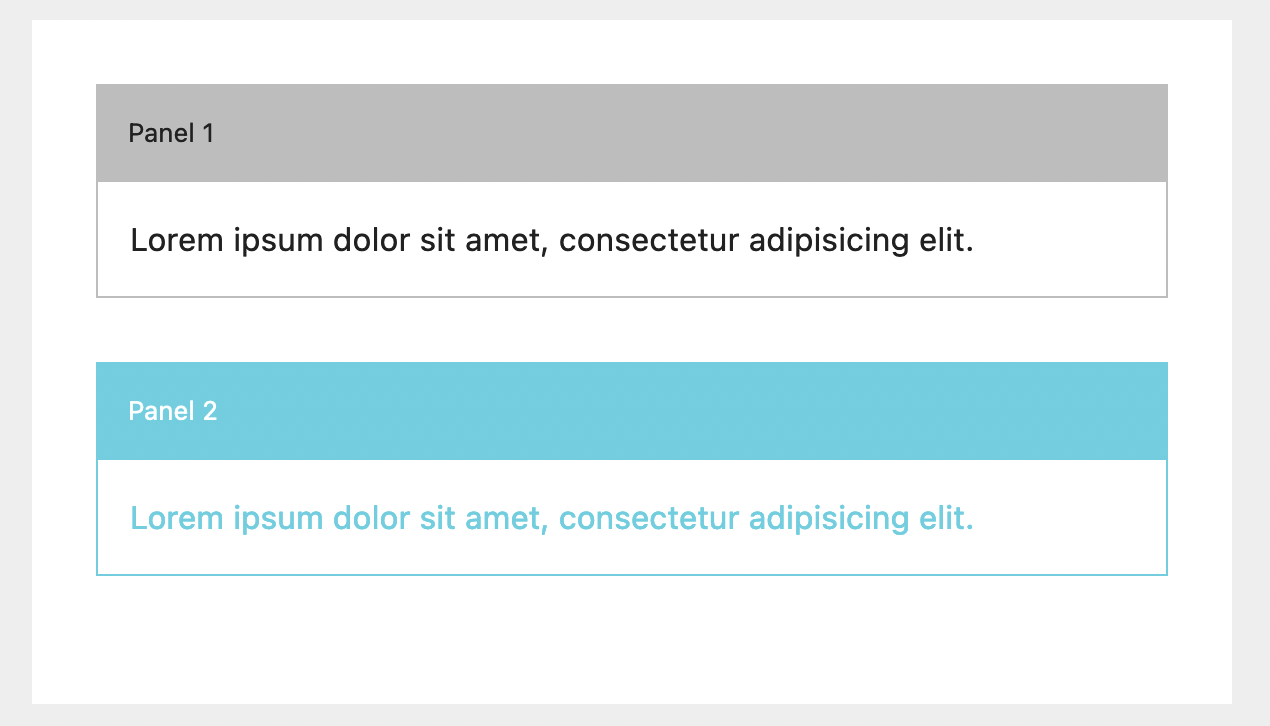 Panel 1
Lorem ipsum dolor sit amet, consectetur adipisicing elit.
Panel 2
Lorem ipsum dolor sit amet, consectetur adipisicing elit.